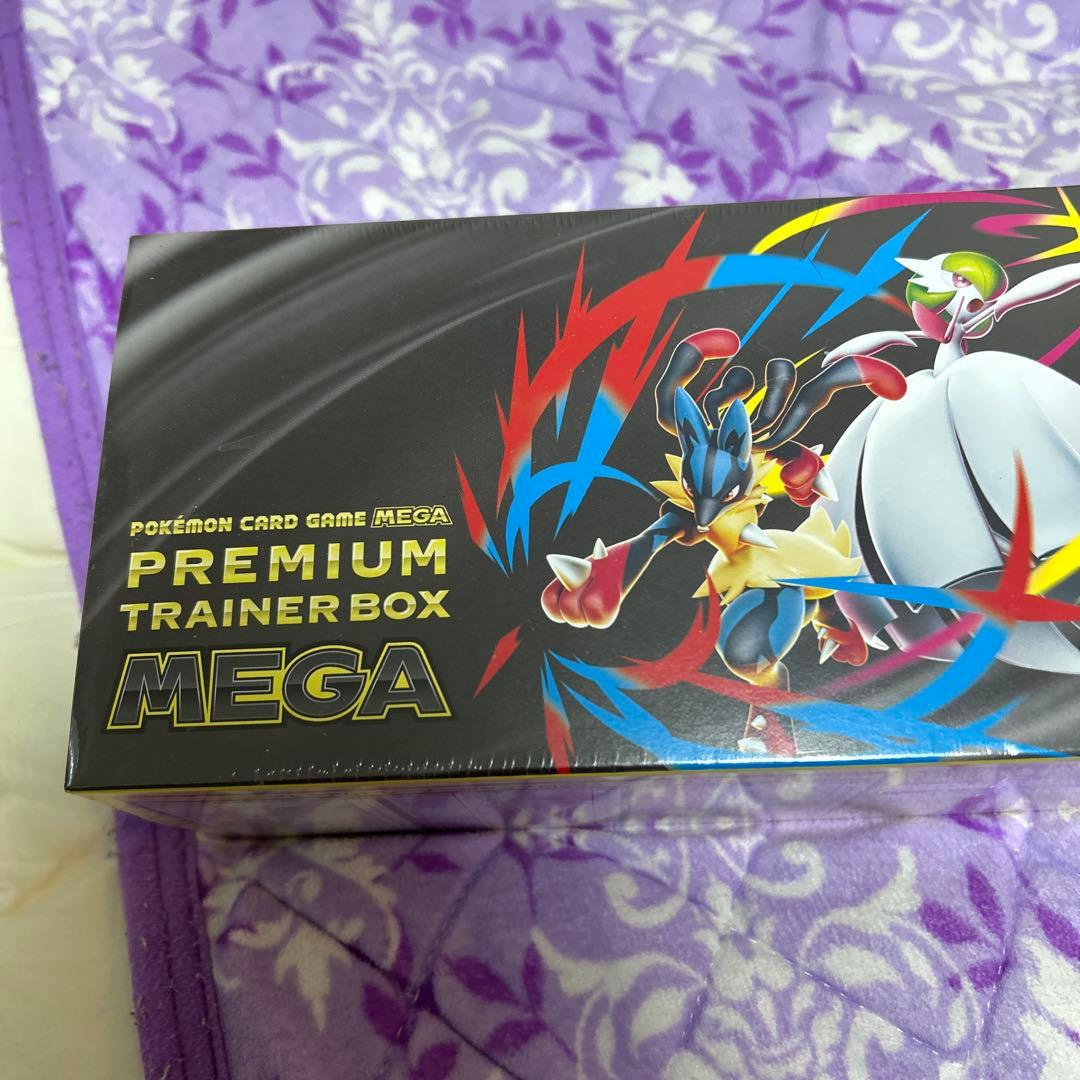 POKÉMON CARD GAME MEGA
PREMIUM
TRAINER BOX
MEGA